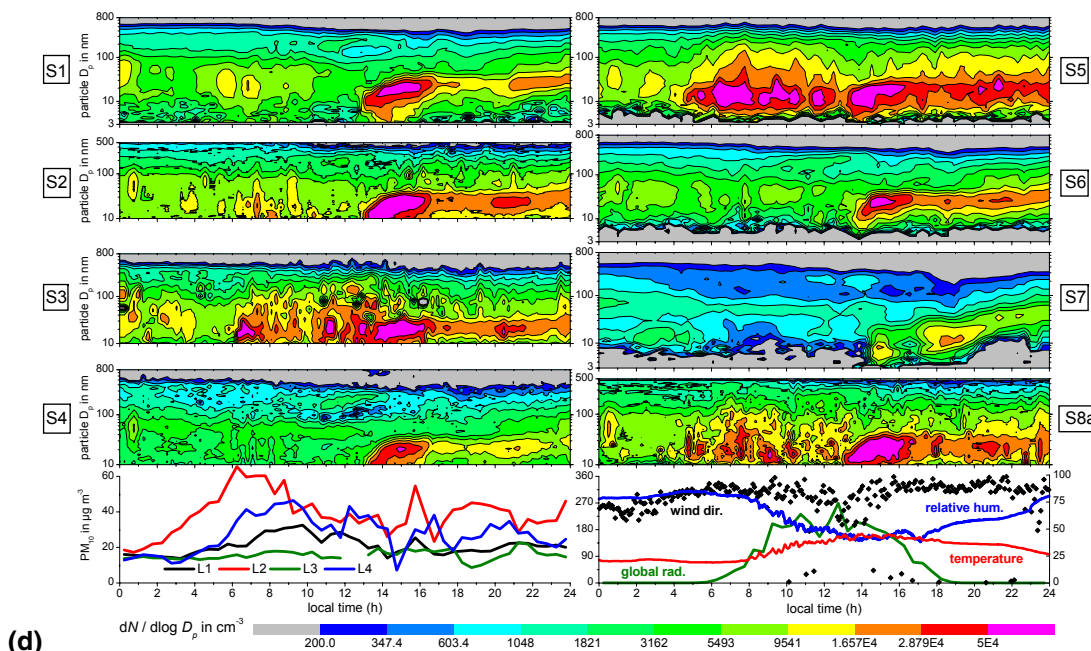 S1
particle Dp in nm
800
100
10
3
S2
particle Dp in nm
500
100
10
S3
particle Dp in nm
800
100
10
S4
particle Dp in nm
800
100
10
PM10 in µg m-3
60
40
20
0
L1 L2 L3 L4
0 2 4 6 8 10 12 14 16 18 20 22 24
local time (h)
800
100
10
3
S5
800
100
10
3
S6
800
100
10
3
S7
500
100
10
S8a
360
270
180
90
0
wind dir.
relative hum.
temperature
global rad.
100
75
50
25
0
0 2 4 6 8 10 12 14 16 18 20 22 24
local time (h)
(d)
dN / dlog Dp in cm-3
200.0 347.4 603.4 1048 1821 3162 5493 9541 1.657E4 2.879E4 5E4